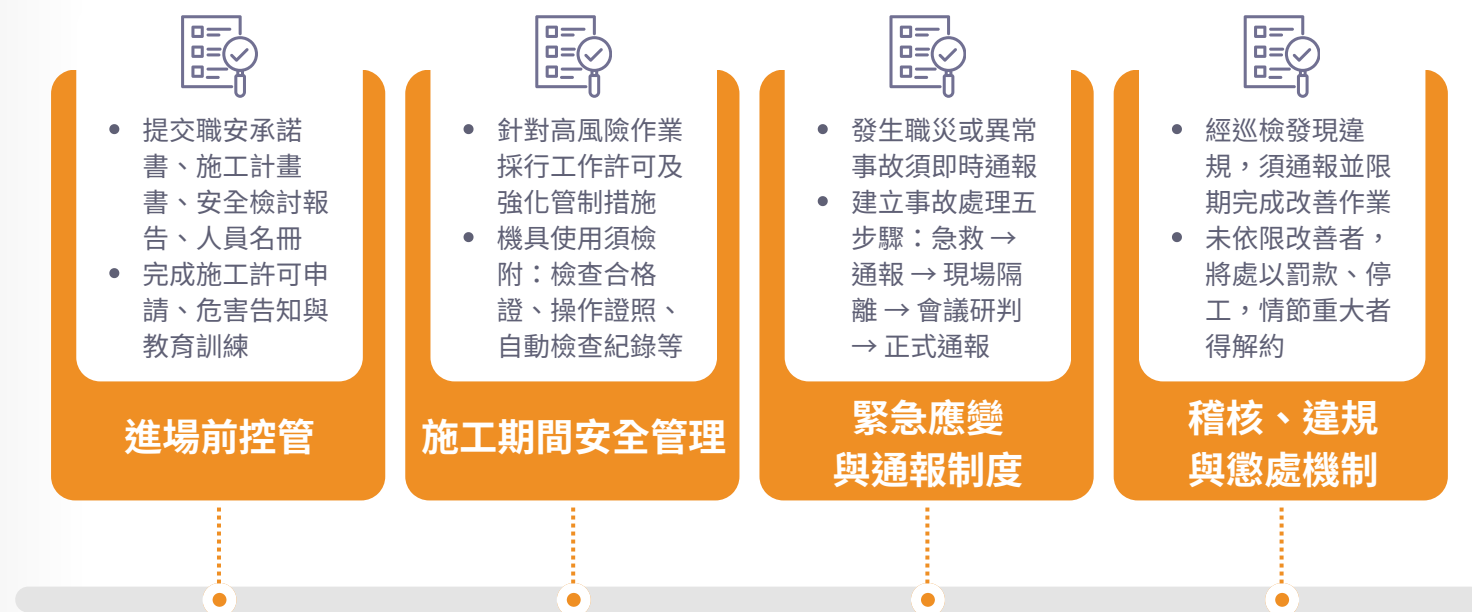 • 提交職安承諾
書、施工計畫
書、安全檢討報
告、人員名冊
• 完成施工許可申
請、危害告知與
教育訓練
進場前控管
• 針對高風險作業
採行工作許可及
強化管制措施
• 機具使用須檢
附：檢查合格
證、操作證照、
自動檢查紀錄等
施工期間安全管理
• 發生職災或異常
事故須即時通報
• 建立事故處理五
步驟：急救 →
通報 → 現場隔
離 → 會議研判
→ 正式通報
緊急應變
與通報制度
• 經巡檢發現違
規，須通報並限
期完成改善作業
• 未依限改善者，
將處以罰款、停
工，情節重大者
得解約
稽核、違規
與懲處機制